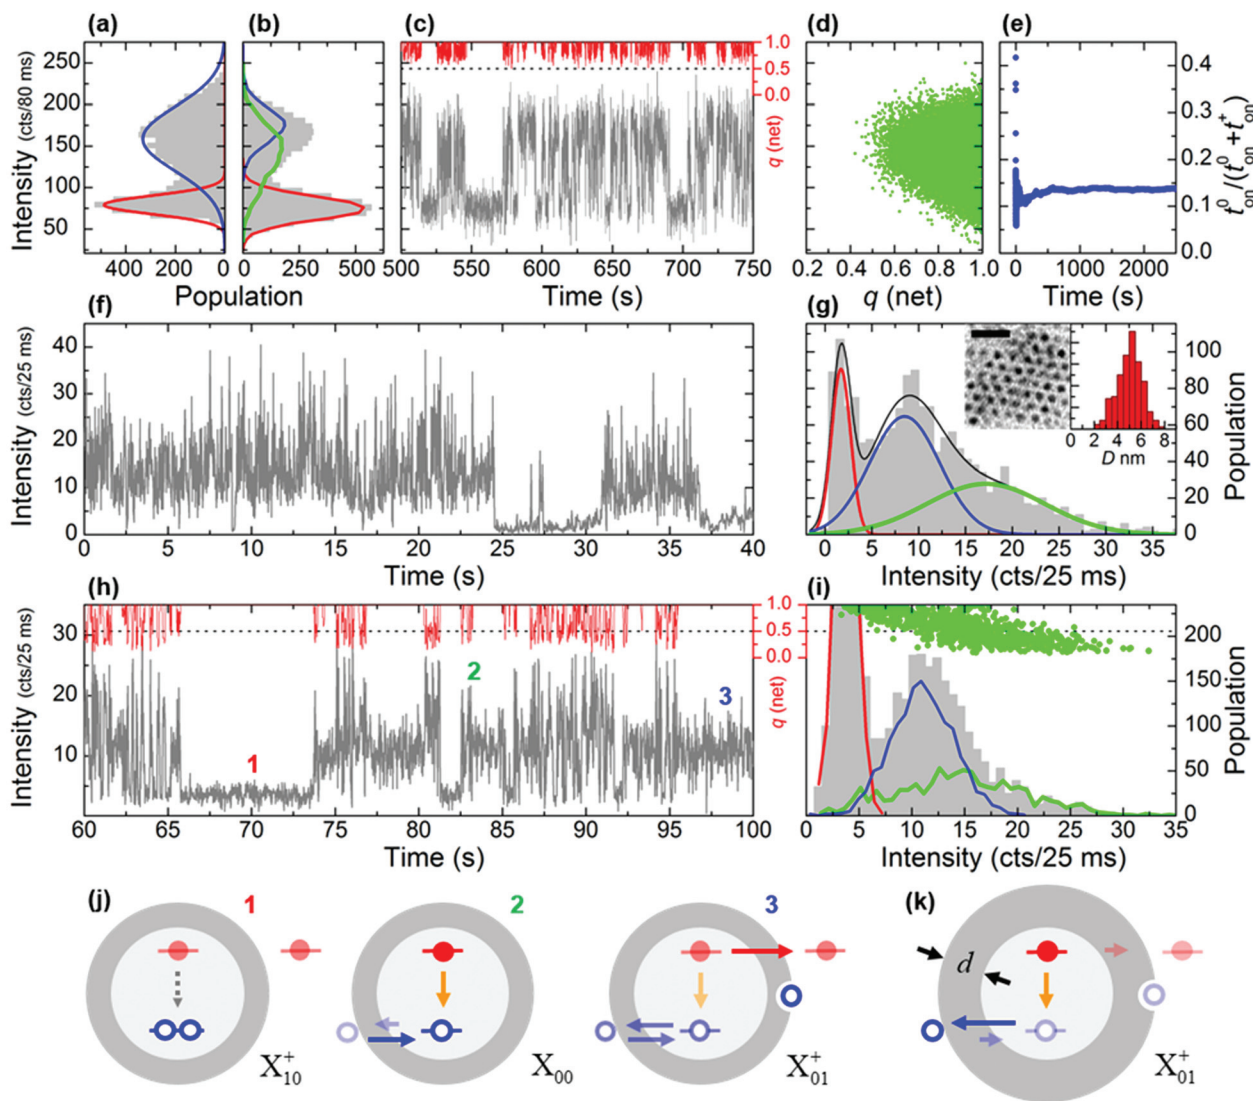 (a) (b) (c) (d) (e)
Intensity (cts/80 ms)
250
200
150
100
50
400 200 0 0 250 500
Population
500 550 600 650 700 750
Time (s)
1.0
0.5
0.0
q (net)
0.2 0.4 0.6 0.8 1.0
q (net)
0 1000 2000
Time (s)
0.4
0.3
0.2
0.1
0.0
t⁰on/(t⁰on + t⁺on)
(f) (g)
Intensity (cts/25 ms)
40
30
20
10
0
0 5 10 15 20 25 30 35 40
Time (s)
0 2 4 6 8
D nm
100
80
60
40
20
0
Population
0 5 10 15 20 25 30 35
Intensity (cts/25 ms)
(h) (i)
Intensity (cts/25 ms)
30
20
10
0
1
2
3
60 65 70 75 80 85 90 95 100
Time (s)
1.0
0.5
0.0
q (net)
200
150
100
50
0
Population
0 5 10 15 20 25 30 35
Intensity (cts/25 ms)
(j) 1 2 3 (k)
d
X⁺₁₀ X₀₀ X⁺₀₁ X⁺₀₁